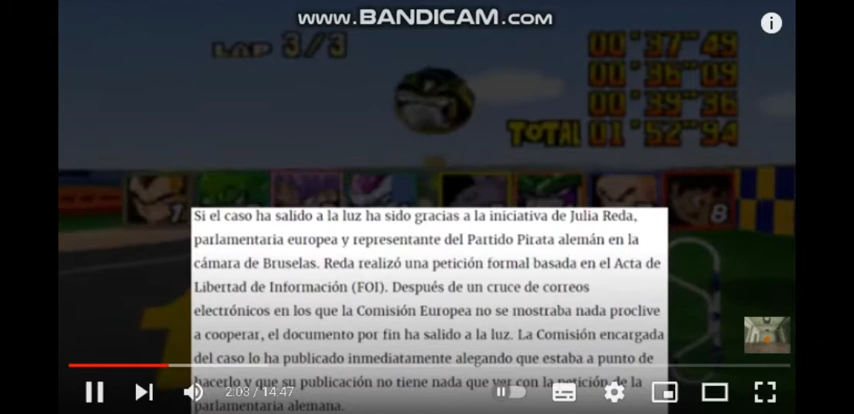 www.BANDICAM.com
LAP 3/3
00"37"49
00"36"09
00"39"36
TOTAL 01"52"94
1
8
Si el caso ha salido a la luz ha sido gracias a la iniciativa de Julia Reda,
parlamentaria europea y representante del Partido Pirata alemán en la
cámara de Bruselas. Reda realizó una petición formal basada en el Acta de
Libertad de Información (FOI). Después de un cruce de correos
electrónicos en los que la Comisión Europea no se mostraba nada proclive
a cooperar, el documento por fin ha salido a la luz. La Comisión encargada
del caso lo ha publicado inmediatamente alegando que estaba a punto de
hacerlo y que su publicación no tiene nada que ver con la petición de la
parlamentaria alemana.
2:03 / 14:47